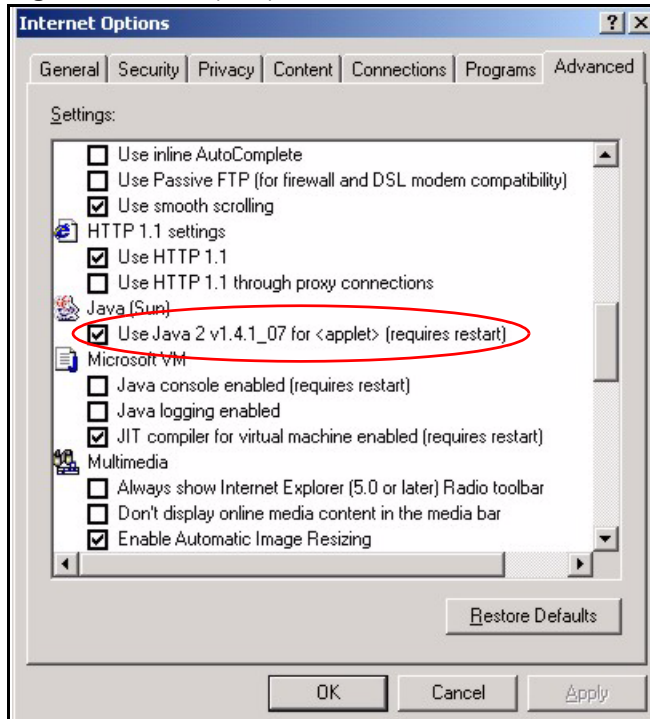 Internet Options
General Security Privacy Content Connections Programs Advanced
Settings:
Use inline AutoComplete
Use Passive FTP (for firewall and DSL modem compatibility)
Use smooth scrolling
HTTP 1.1 settings
Use HTTP 1.1
Use HTTP 1.1 through proxy connections
Java (Sun)
Use Java 2 v1.4.1_07 for <applet> (requires restart)
Microsoft VM
Java console enabled (requires restart)
Java logging enabled
JIT compiler for virtual machine enabled (requires restart)
Multimedia
Always show Internet Explorer (5.0 or later) Radio toolbar
Don't display online media content in the media bar
Enable Automatic Image Resizing
Restore Defaults
OK Cancel Apply